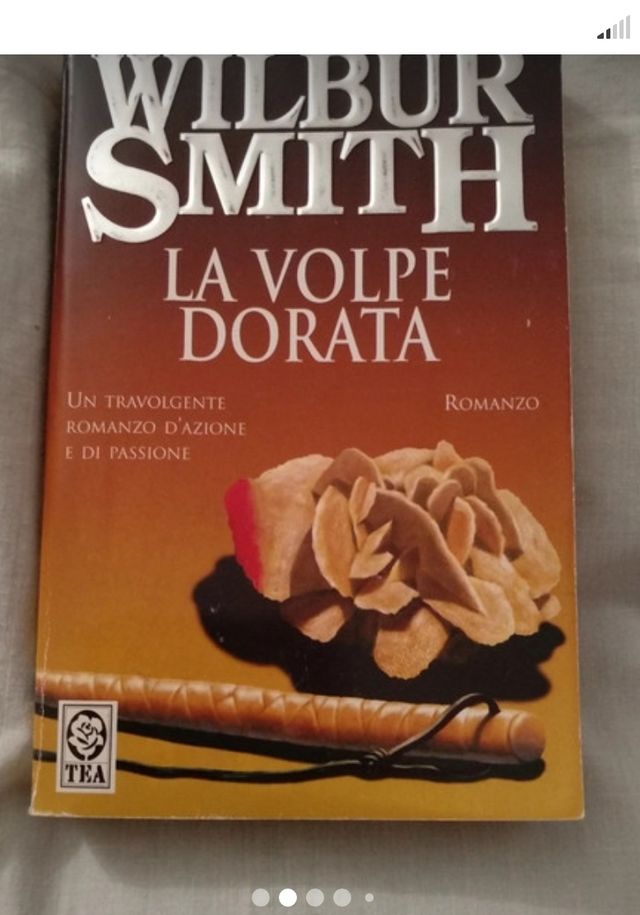 WILBUR
SMITH
LA VOLPE
DORATA
UN TRAVOLGENTE
ROMANZO D'AZIONE
E DI PASSIONE
ROMANZO
TEA